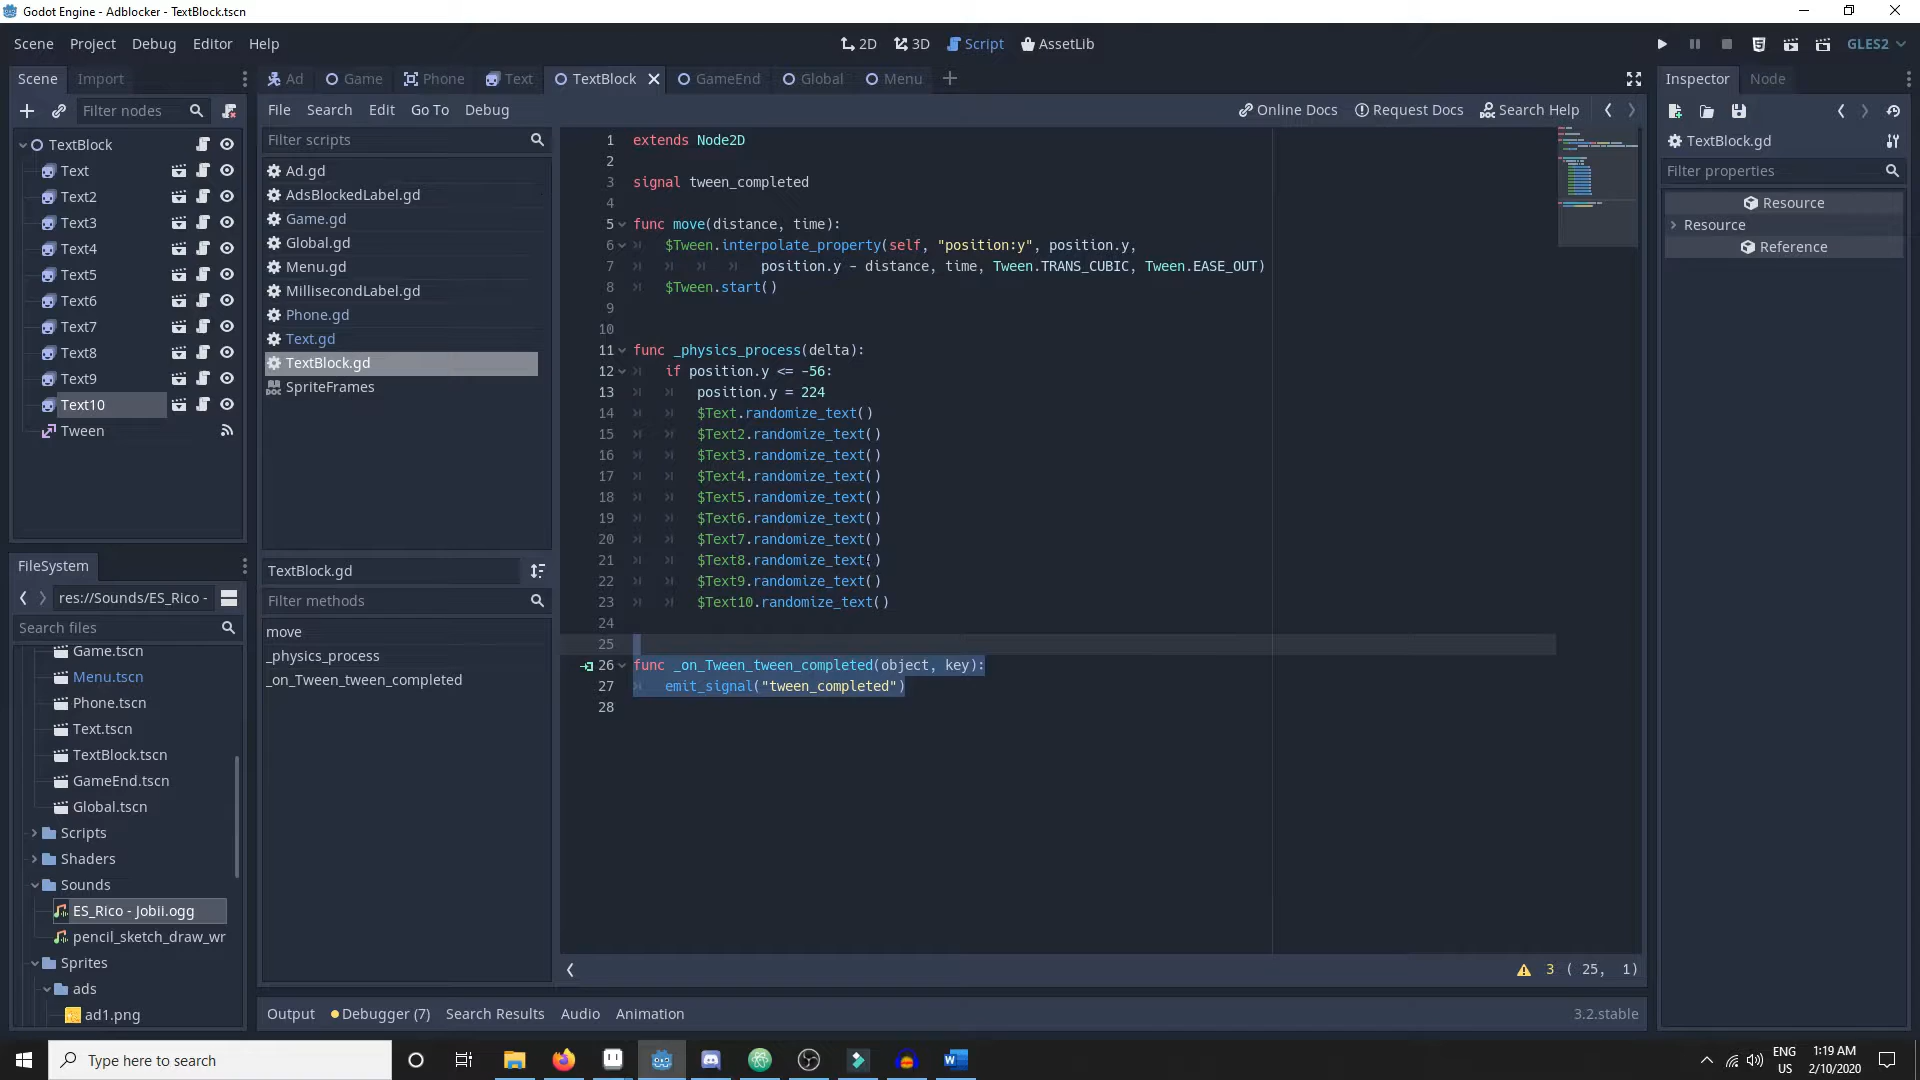 Godot Engine - Adblocker - TextBlock.tscn
Scene Project Debug Editor Help
2D 3D Script AssetLib
GLES2
Scene Import
Ad Game Phone Text TextBlock GameEnd Global Menu
Inspector Node
Filter nodes
File Search Edit Go To Debug
Online Docs Request Docs Search Help
TextBlock
Text
Text2
Text3
Text4
Text5
Text6
Text7
Text8
Text9
Text10
Tween
Filter scripts
Ad.gd
AdsBlockedLabel.gd
Game.gd
Global.gd
Menu.gd
MillisecondLabel.gd
Phone.gd
Text.gd
TextBlock.gd
SpriteFrames
TextBlock.gd
Filter methods
move
_physics_process
_on_Tween_tween_completed
1 extends Node2D
2
3 signal tween_completed
4
5 func move(distance, time):
6 $Tween.interpolate_property(self, "position:y", position.y,
7 position.y - distance, time, Tween.TRANS_CUBIC, Tween.EASE_OUT)
8 $Tween.start()
9
10
11 func _physics_process(delta):
12 if position.y <= -56:
13 position.y = 224
14 $Text.randomize_text()
15 $Text2.randomize_text()
16 $Text3.randomize_text()
17 $Text4.randomize_text()
18 $Text5.randomize_text()
19 $Text6.randomize_text()
20 $Text7.randomize_text()
21 $Text8.randomize_text()
22 $Text9.randomize_text()
23 $Text10.randomize_text()
24
25
26 func _on_Tween_tween_completed(object, key):
27 emit_signal("tween_completed")
28
3 ( 25, 1)
TextBlock.gd
Filter properties
Resource
Resource
Reference
FileSystem
res://Sounds/ES_Rico -
Search files
Game.tscn
Menu.tscn
Phone.tscn
Text.tscn
TextBlock.tscn
GameEnd.tscn
Global.tscn
Scripts
Shaders
Sounds
ES_Rico - Jobii.ogg
pencil_sketch_draw_wr
Sprites
ads
ad1.png
Output Debugger (7) Search Results Audio Animation
3.2.stable
Type here to search
ENG
US
1:19 AM
2/10/2020